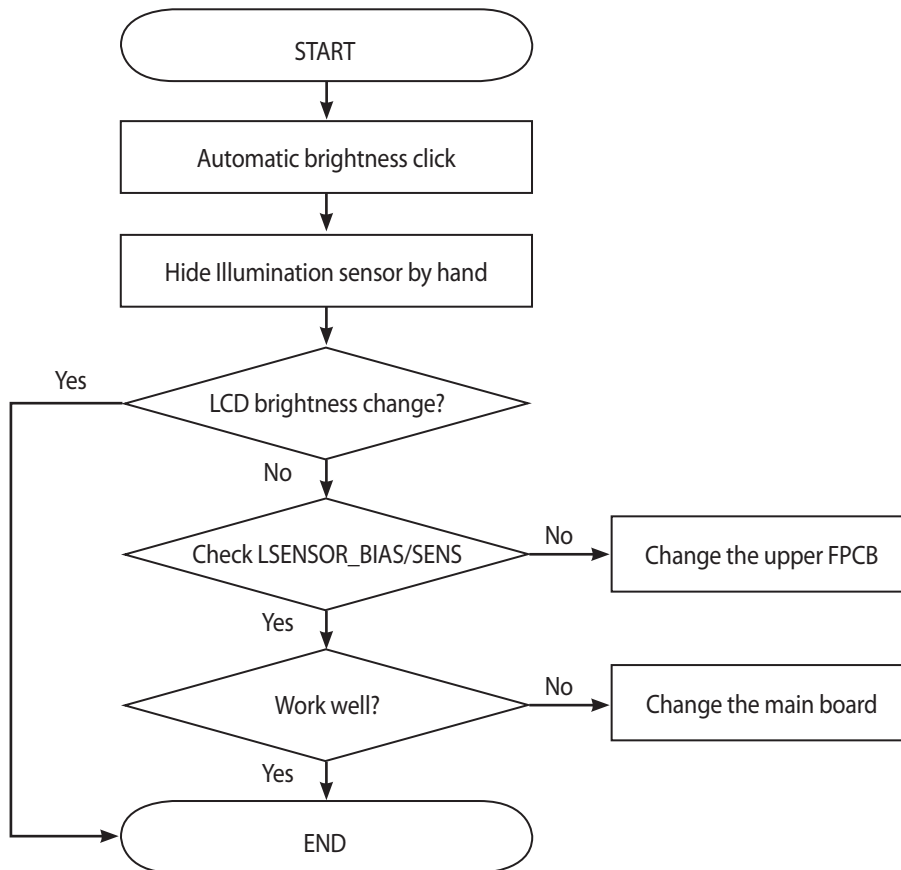 START
Automatic brightness click
Hide Illumination sensor by hand
Yes
LCD brightness change?
No
Check LSENSOR_BIAS/SENS
No
Change the upper FPCB
Yes
Work well?
No
Change the main board
Yes
END